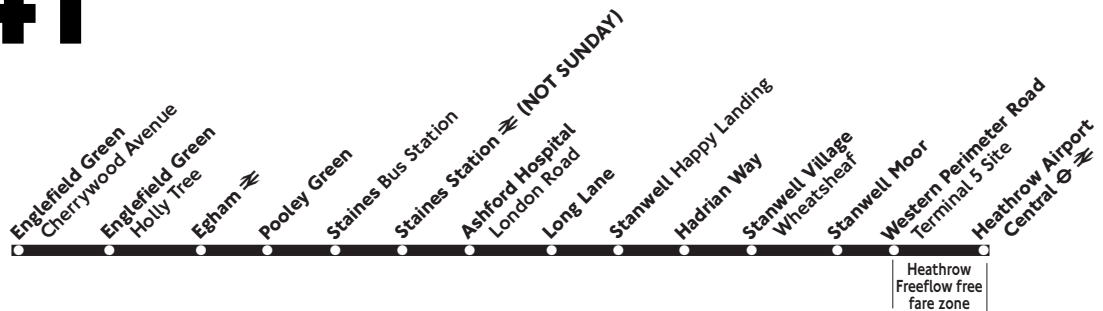 Englefield Green
Cherrywood Avenue
Englefield Green
Holly Tree
Egham
Pooley Green
Staines Bus Station
Staines Station (NOT SUNDAY)
Ashford Hospital
London Road
Long Lane
Stanwell Happy Landing
Hadrian Way
Stanwell Village
Wheatsheaf
Stanwell Moor
Western Perimeter Road
Terminal 5 Site
Heathrow Airport
Central
Heathrow
Freeflow free
fare zone